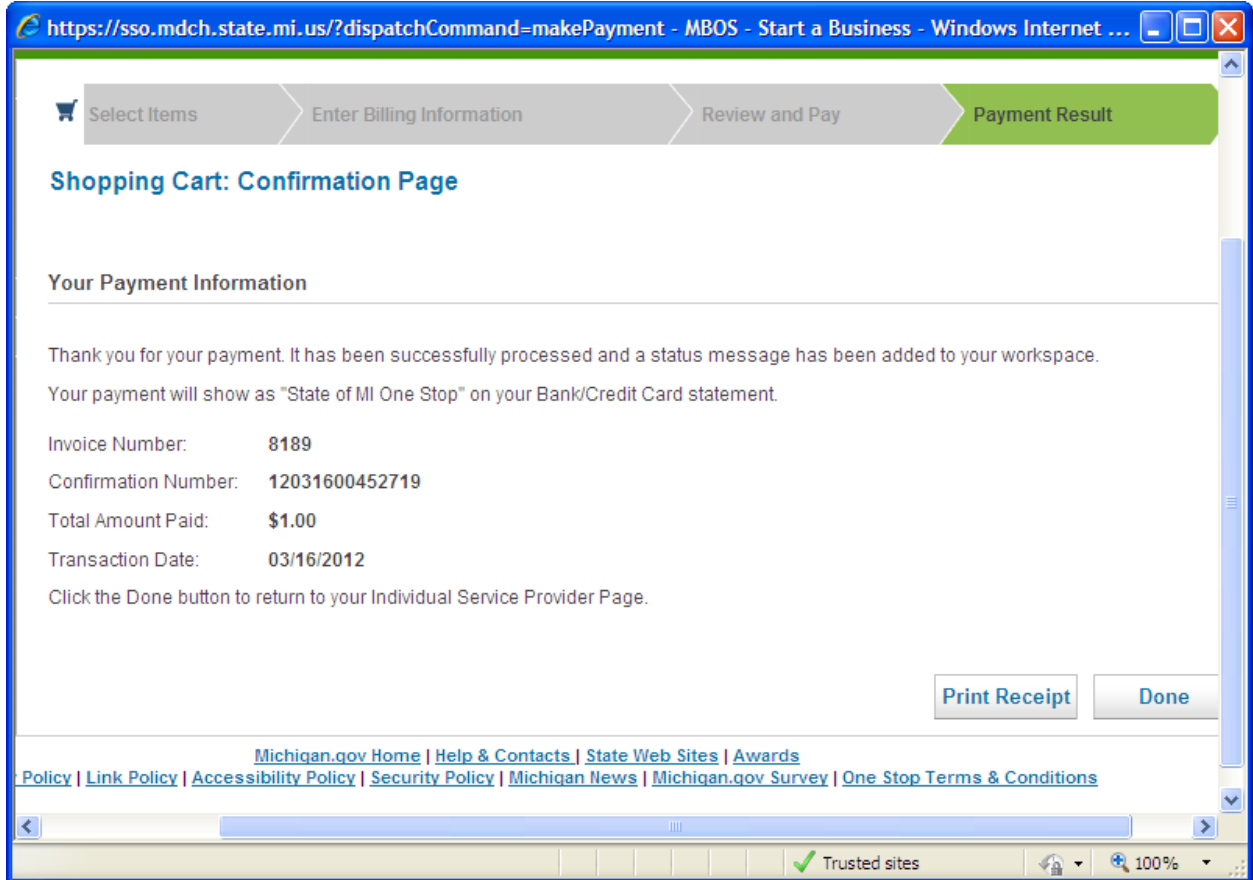 https://sso.mdch.state.mi.us/?dispatchCommand=makePayment - MBOS - Start a Business - Windows Internet ...
Select Items Enter Billing Information Review and Pay Payment Result
Shopping Cart: Confirmation Page
Your Payment Information
Thank you for your payment. It has been successfully processed and a status message has been added to your workspace.
Your payment will show as "State of MI One Stop" on your Bank/Credit Card statement.
Invoice Number: 8189
Confirmation Number: 12031600452719
Total Amount Paid: $1.00
Transaction Date: 03/16/2012
Click the Done button to return to your Individual Service Provider Page.
Print Receipt Done
Michigan.gov Home | Help & Contacts | State Web Sites | Awards
Policy | Link Policy | Accessibility Policy | Security Policy | Michigan News | Michigan.gov Survey | One Stop Terms & Conditions
Trusted sites 100%